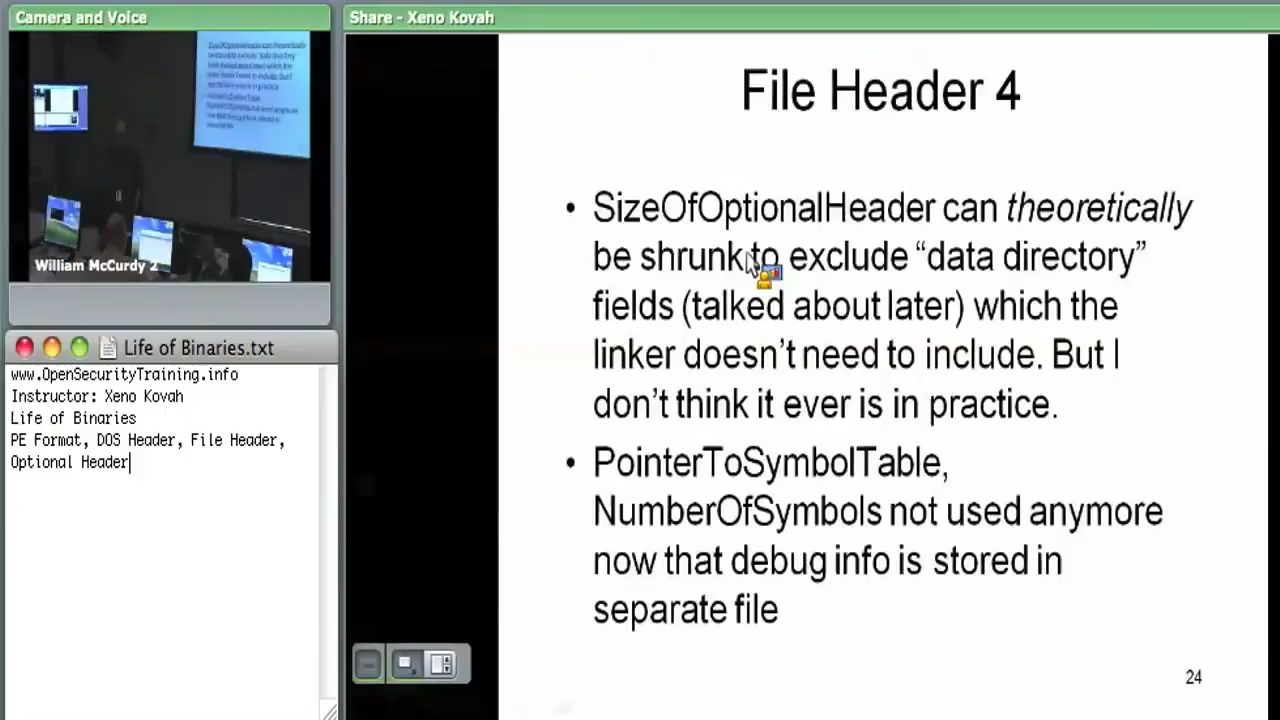 Camera and Voice
Share - Xeno Kovah
William McCurdy 2
Life of Binaries.txt
www.OpenSecurityTraining.info
Instructor: Xeno Kovah
Life of Binaries
PE Format, DOS Header, File Header,
Optional Header
File Header 4
• SizeOfOptionalHeader can theoretically
be shrunk to exclude “data directory”
fields (talked about later) which the
linker doesn’t need to include. But I
don’t think it ever is in practice.
• PointerToSymbolTable,
NumberOfSymbols not used anymore
now that debug info is stored in
separate file
24